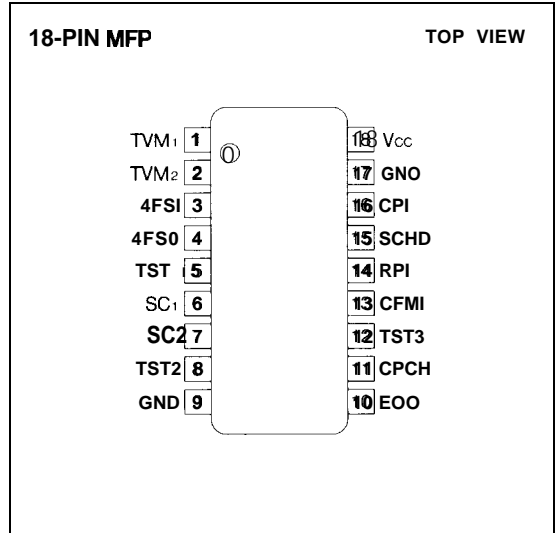 18-PIN MFP
TOP VIEW
TVM1 1
TVM2 2
4FSI 3
4FS0 4
TST 5
SC1 6
SC2 7
TST2 8
GND 9
18 Vcc
17 GNO
16 CPI
15 SCHD
14 RPI
13 CFMI
12 TST3
11 CPCH
10 EOO